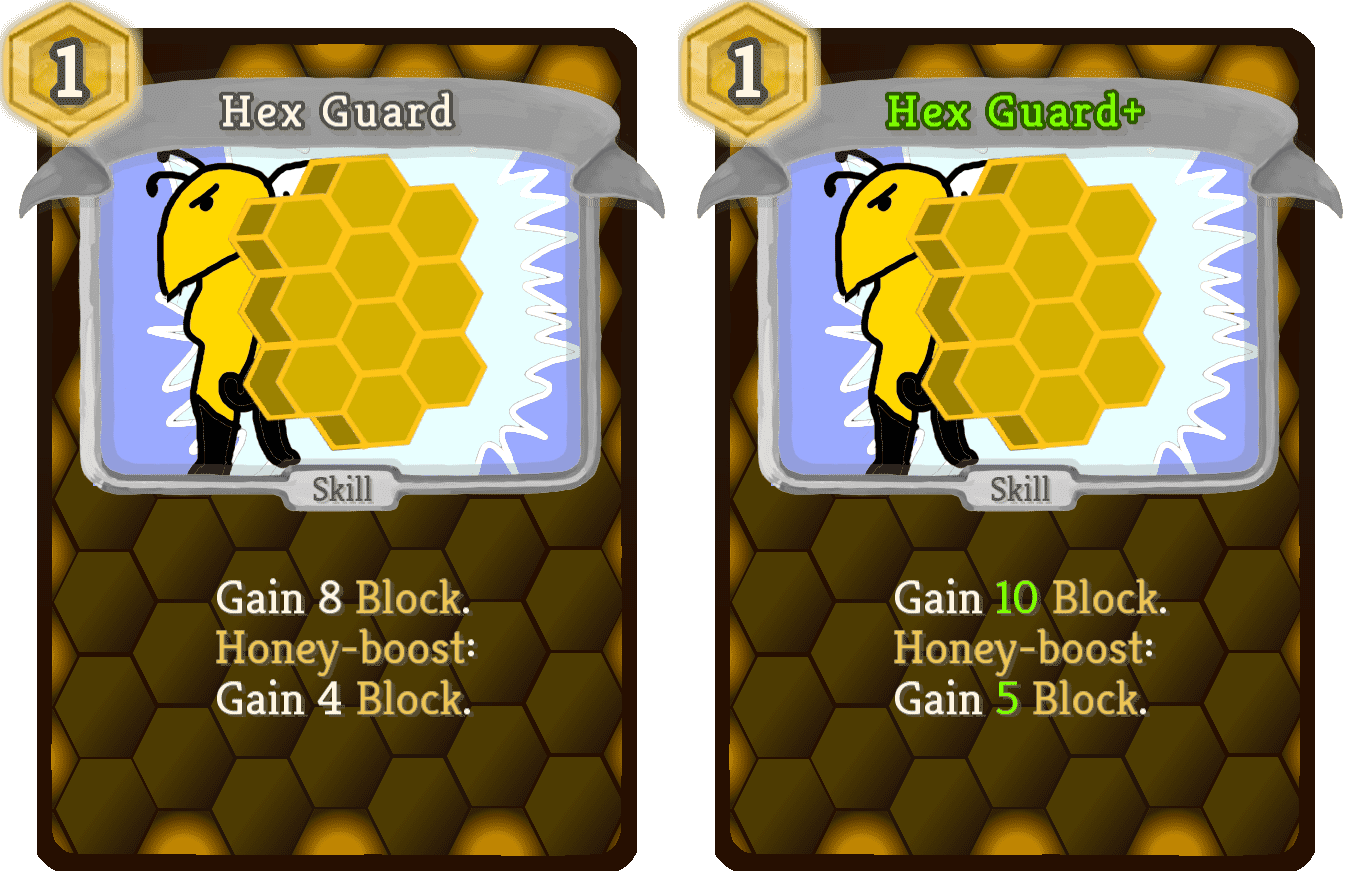 1
Hex Guard
Skill
Gain 8 Block.
Honey-boost:
Gain 4 Block.
1
Hex Guard+
Skill
Gain 10 Block.
Honey-boost:
Gain 5 Block.